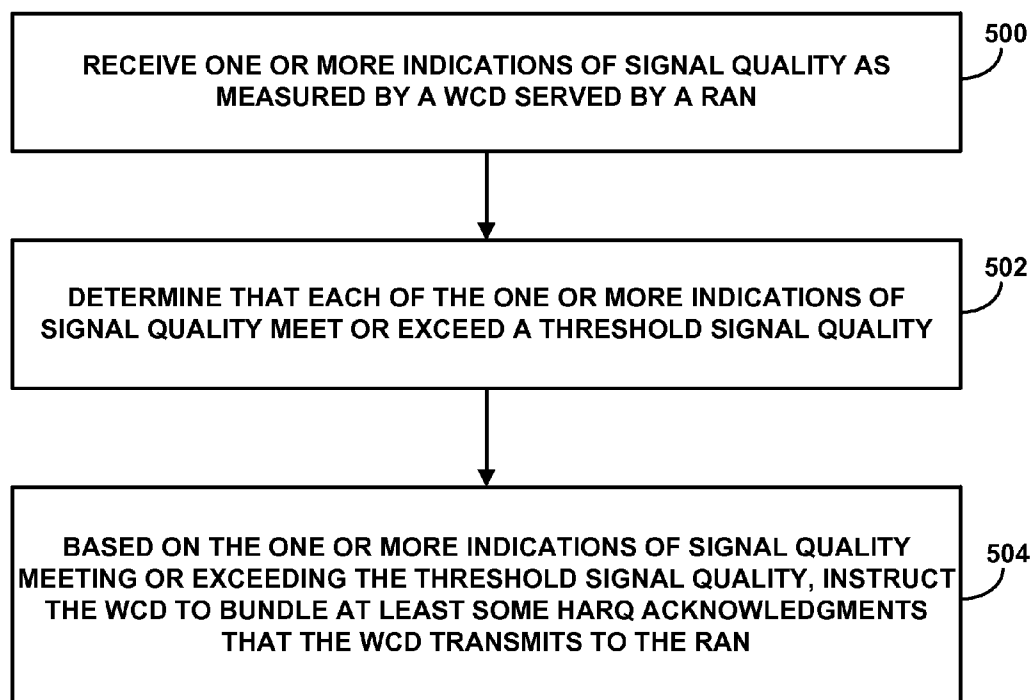 RECEIVE ONE OR MORE INDICATIONS OF SIGNAL QUALITY AS
MEASURED BY A WCD SERVED BY A RAN
500
DETERMINE THAT EACH OF THE ONE OR MORE INDICATIONS OF
SIGNAL QUALITY MEET OR EXCEED A THRESHOLD SIGNAL QUALITY
502
BASED ON THE ONE OR MORE INDICATIONS OF SIGNAL QUALITY
MEETING OR EXCEEDING THE THRESHOLD SIGNAL QUALITY, INSTRUCT
THE WCD TO BUNDLE AT LEAST SOME HARQ ACKNOWLEDGMENTS
THAT THE WCD TRANSMITS TO THE RAN
504